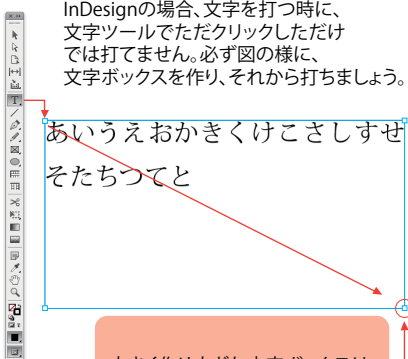 InDesignの場合、文字を打つ時に、
文字ツールでただクリックしただけ
では打てません。必ず図の様に、
文字ボックスを作り、それから打ちましょう。
あいうえおかきくけこさしすせ
そたちつてと